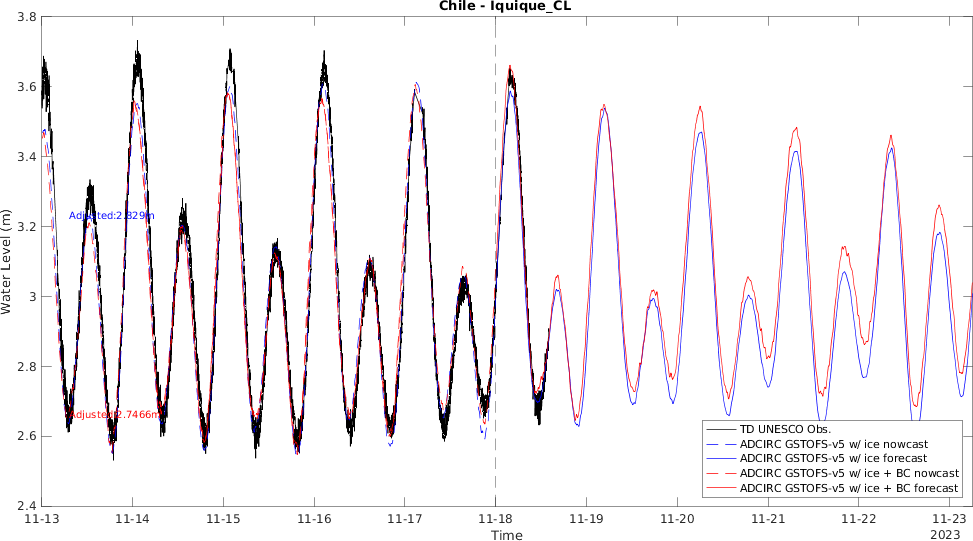 Chile - Iquique_CL
3.8
3.6
3.4
3.2
3
2.8
2.6
2.4
Water Level (m)
Adjusted:2.829m
Adjusted:2.7466m
TD UNESCO Obs.
ADCIRC GSTOFS-v5 w/ ice nowcast
ADCIRC GSTOFS-v5 w/ ice forecast
ADCIRC GSTOFS-v5 w/ ice + BC nowcast
ADCIRC GSTOFS-v5 w/ ice + BC forecast
11-13 11-14 11-15 11-16 11-17 11-18 11-19 11-20 11-21 11-22 11-23
Time 2023